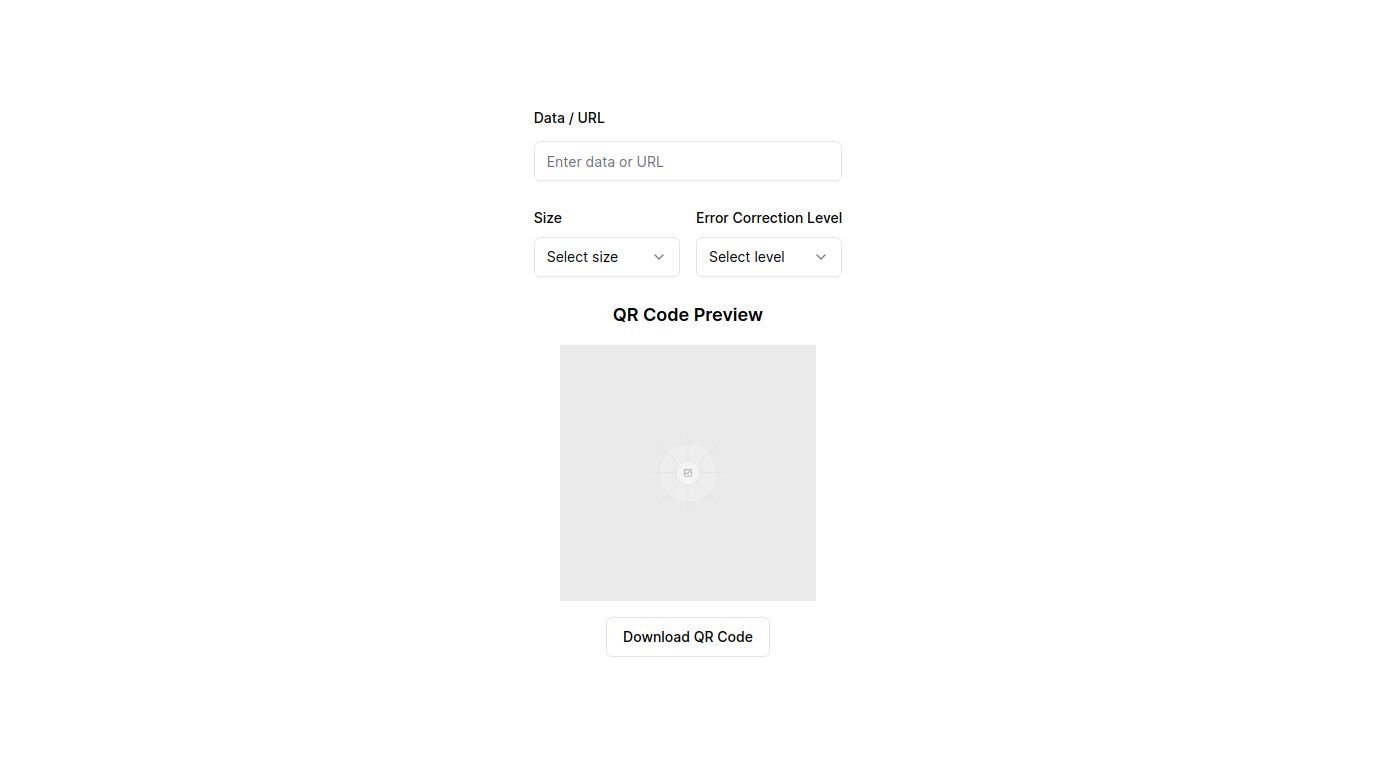 Data / URL
Enter data or URL
Size
Error Correction Level
Select size
Select level
QR Code Preview
Download QR Code